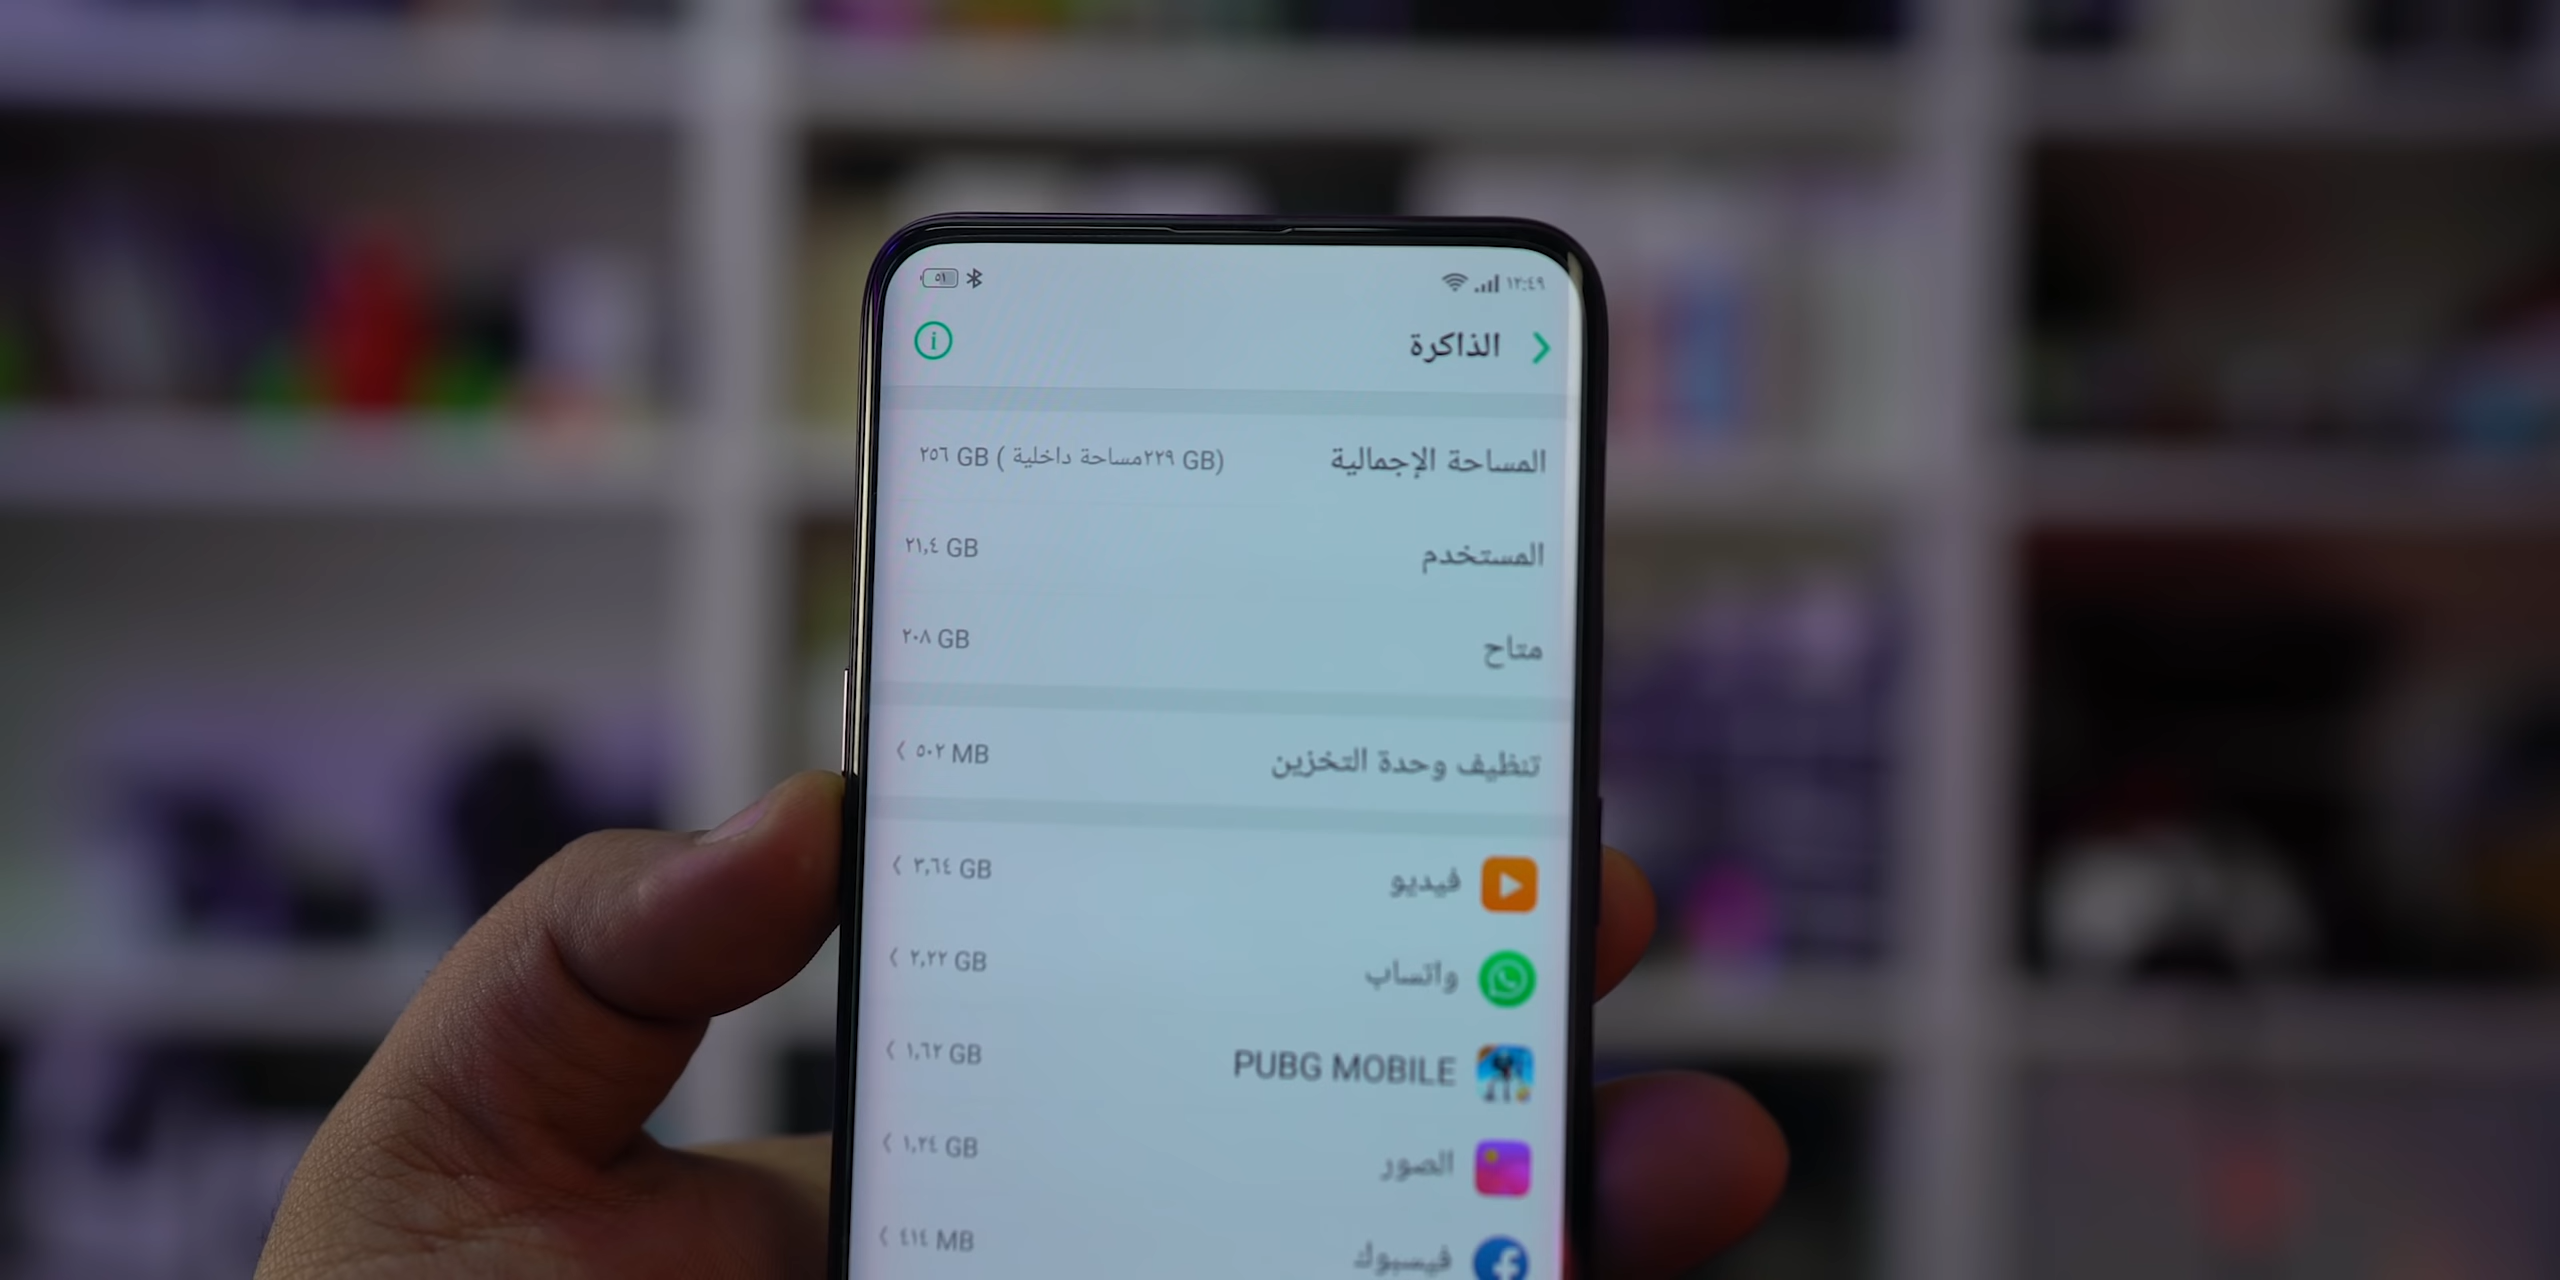 ١٢:٤٩ ٥١
الذاكرة
المساحة الإجمالية ٢٥٦ GB ( مساحة داخلية٢٢٩ GB)
المستخدم ٢١,٤ GB
متاح ٢٠٨ GB
تنظيف وحدة التخزين ٥٠٢ MB
فيديو ٣,٦٤ GB
واتساب ٢,٢٢ GB
PUBG MOBILE ١,٦٢ GB
الصور ١,٢٤ GB
فيسبوك ٤١٤ MB